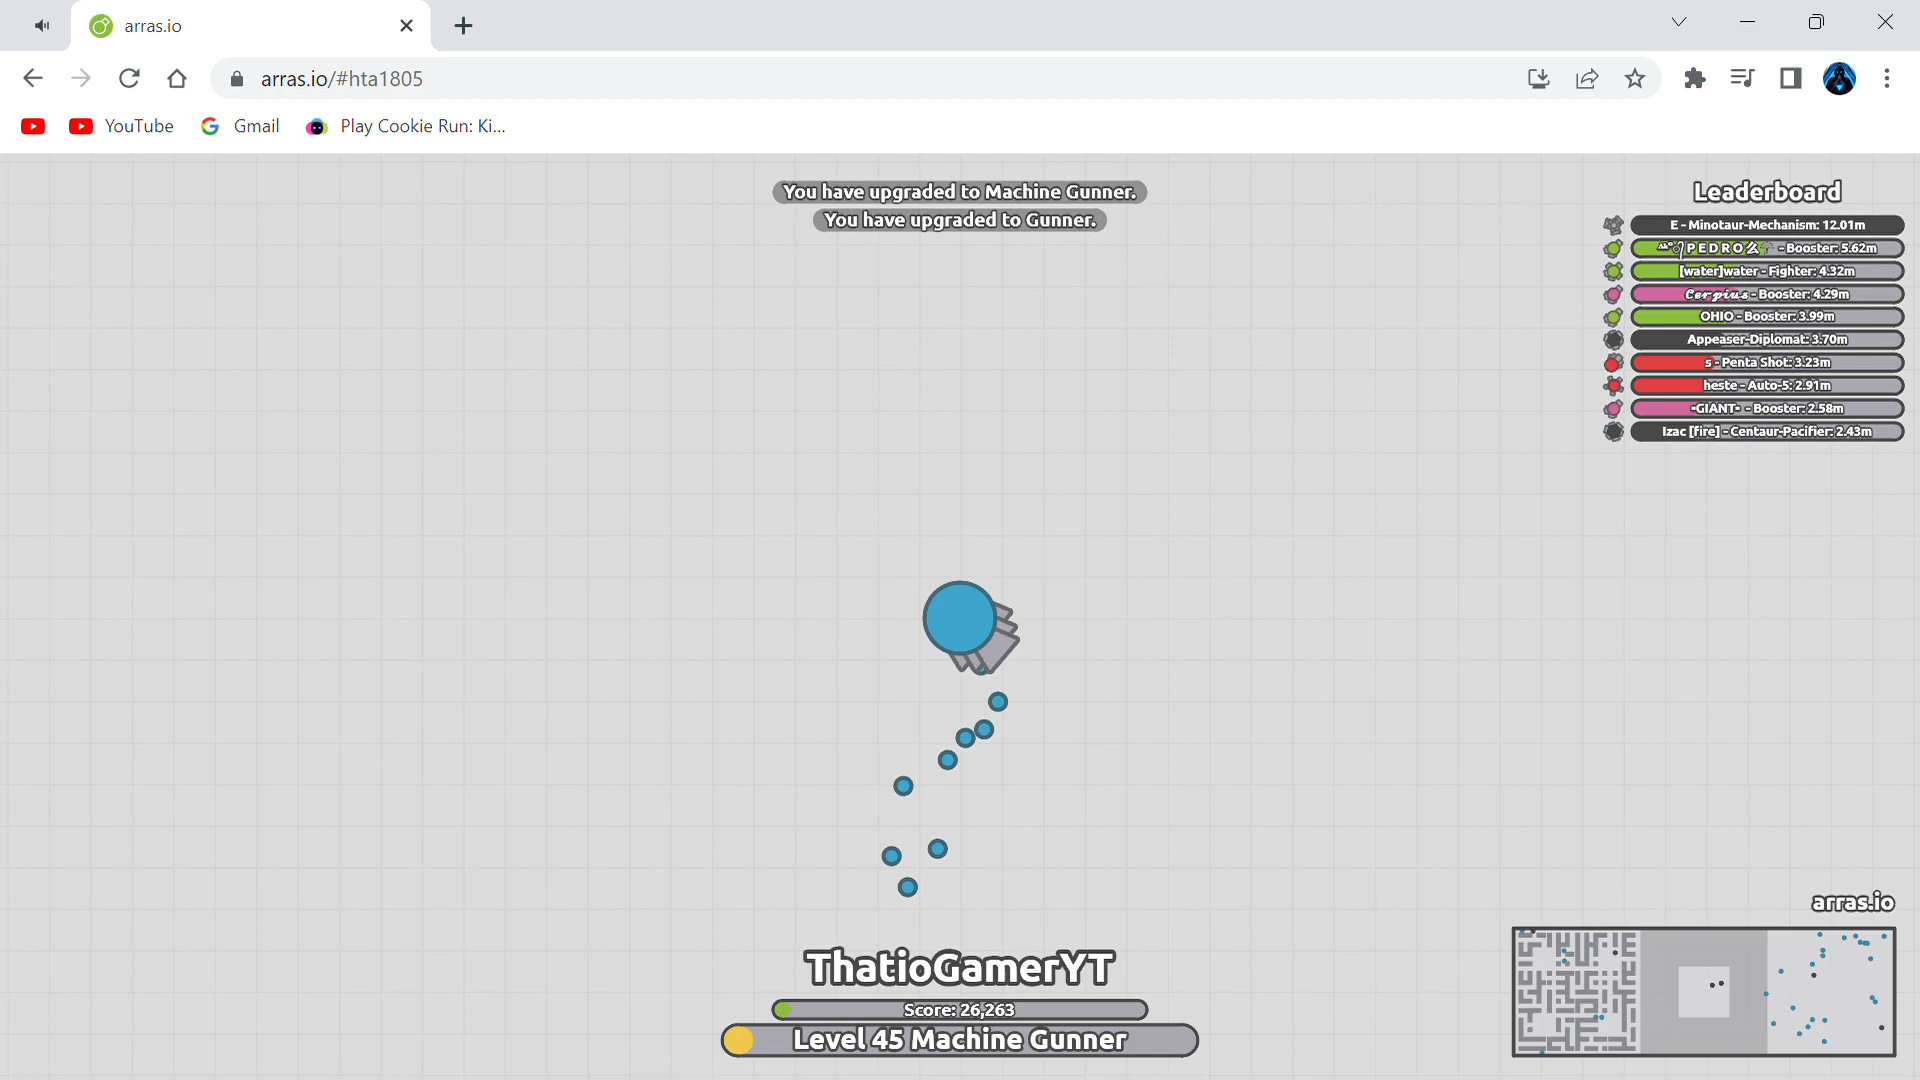 arras.io
arras.io/#hta1805
YouTube
Gmail
Play Cookie Run: Ki...
You have upgraded to Machine Gunner.
You have upgraded to Gunner.
Leaderboard
E - Minotaur-Mechanism: 12.01m
PEDRO - Booster: 5.62m
[water]water - Fighter: 4.32m
𝓒𝓮𝓻𝓹𝓲𝓾𝓼 - Booster: 4.29m
OHIO - Booster: 3.99m
Appeaser-Diplomat: 3.70m
s - Penta Shot: 3.23m
heste - Auto-5: 2.91m
-GIANT- - Booster: 2.58m
Izac [fire] - Centaur-Pacifier: 2.43m
arras.io
ThatioGamerYT
Score: 26,263
Level 45 Machine Gunner